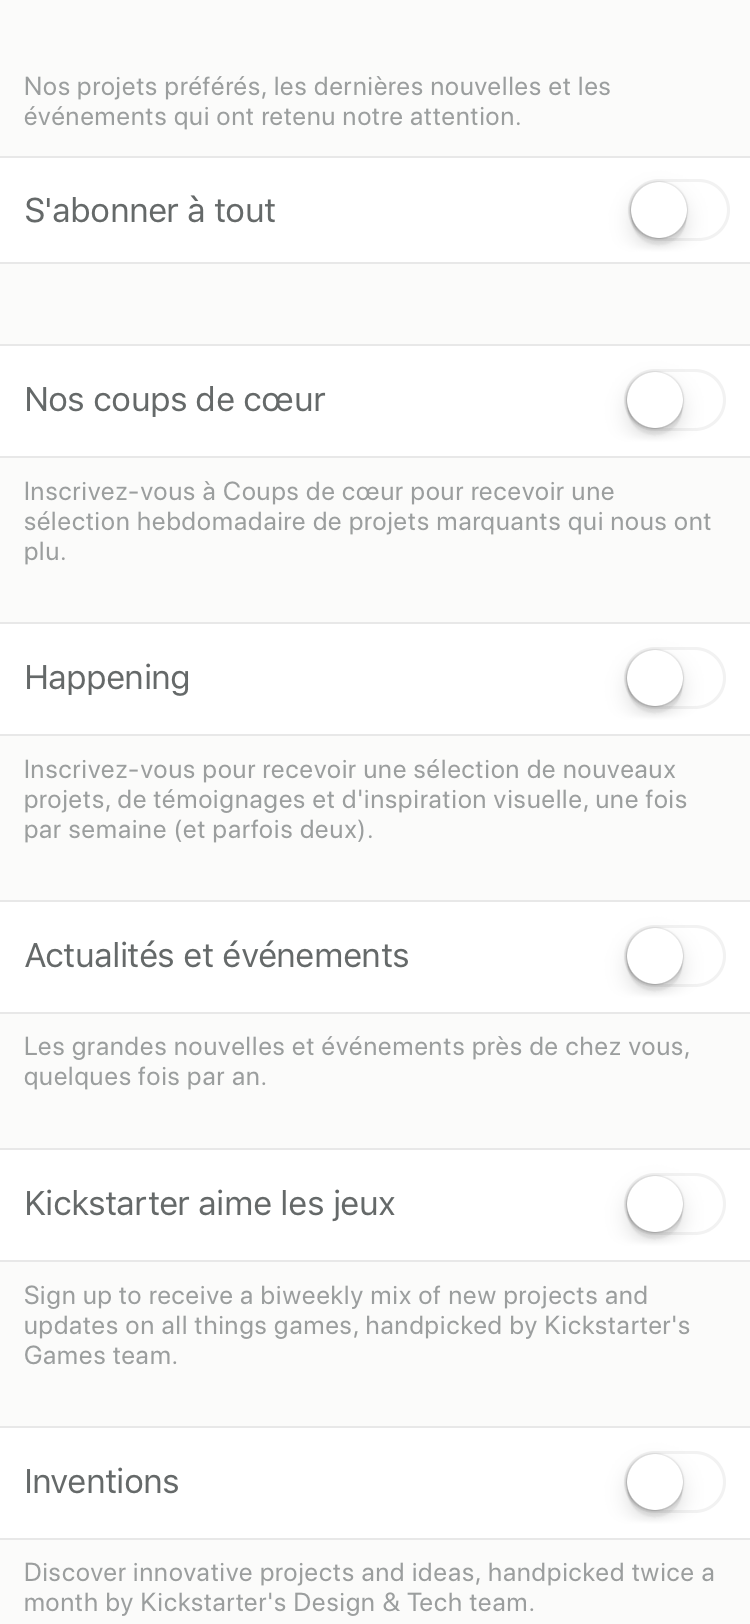 Nos projets préférés, les dernières nouvelles et les
événements qui ont retenu notre attention.
S'abonner à tout
Nos coups de cœur
Inscrivez-vous à Coups de cœur pour recevoir une
sélection hebdomadaire de projets marquants qui nous ont
plu.
Happening
Inscrivez-vous pour recevoir une sélection de nouveaux
projets, de témoignages et d'inspiration visuelle, une fois
par semaine (et parfois deux).
Actualités et événements
Les grandes nouvelles et événements près de chez vous,
quelques fois par an.
Kickstarter aime les jeux
Sign up to receive a biweekly mix of new projects and
updates on all things games, handpicked by Kickstarter's
Games team.
Inventions
Discover innovative projects and ideas, handpicked twice a
month by Kickstarter's Design & Tech team.